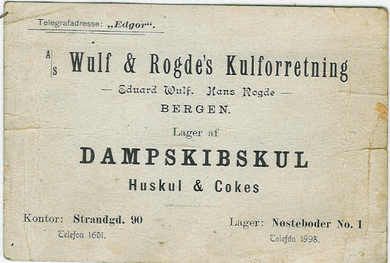 Telegrafadresse: „Edgor“.
A/S Wulf & Rogde's Kulforretning
— Eduard Wulf. Hans Rogde —
BERGEN.
Lager af
DAMPSKIBSKUL
Huskul & Cokes
Kontor: Strandgd. 90 Lager: Nøsteboder No. 1
Telefon 1601. Telefon 1998.